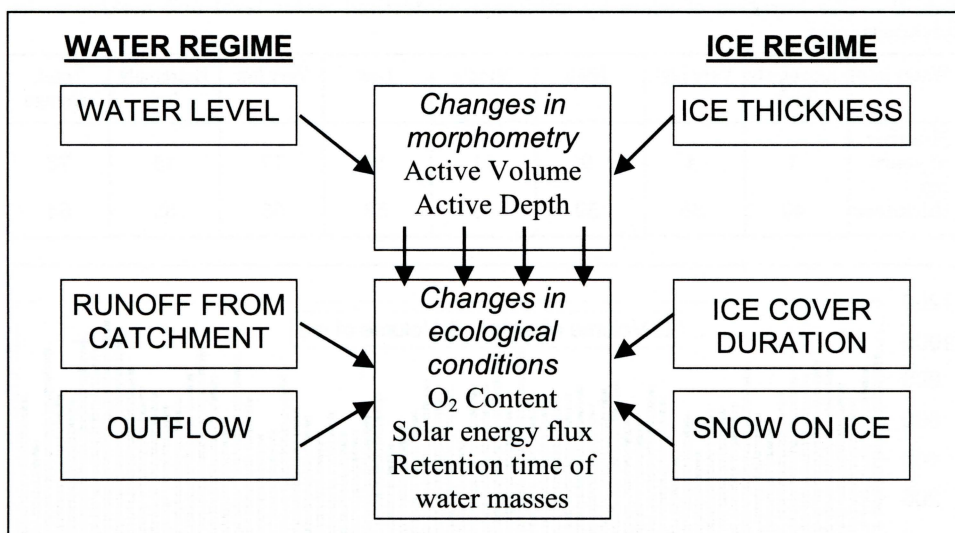 WATER REGIME
ICE REGIME
WATER LEVEL
Changes in
morphometry
Active Volume
Active Depth
ICE THICKNESS
RUNOFF FROM
CATCHMENT
OUTFLOW
Changes in
ecological
conditions
O₂ Content
Solar energy flux
Retention time of
water masses
ICE COVER
DURATION
SNOW ON ICE